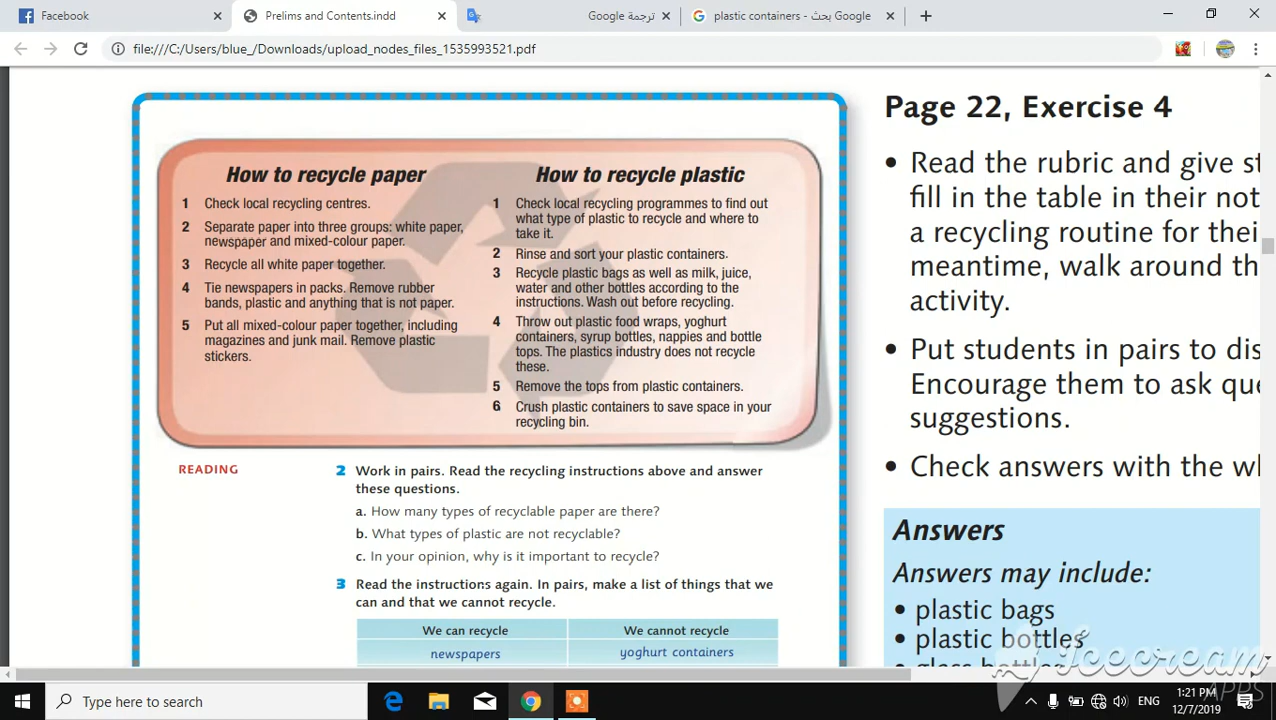 Facebook
Prelims and Contents.indd
ترجمة Google
plastic containers - بحث Google
file:///C:/Users/blue_/Downloads/upload_nodes_files_1535993521.pdf
How to recycle paper
1 Check local recycling centres.
2 Separate paper into three groups: white paper,
newspaper and mixed-colour paper.
3 Recycle all white paper together.
4 Tie newspapers in packs. Remove rubber
bands, plastic and anything that is not paper.
5 Put all mixed-colour paper together, including
magazines and junk mail. Remove plastic
stickers.
How to recycle plastic
1 Check local recycling programmes to find out
what type of plastic to recycle and where to
take it.
2 Rinse and sort your plastic containers.
3 Recycle plastic bags as well as milk, juice,
water and other bottles according to the
instructions. Wash out before recycling.
4 Throw out plastic food wraps, yoghurt
containers, syrup bottles, nappies and bottle
tops. The plastics industry does not recycle
these.
5 Remove the tops from plastic containers.
6 Crush plastic containers to save space in your
recycling bin.
READING
2 Work in pairs. Read the recycling instructions above and answer
these questions.
a. How many types of recyclable paper are there?
b. What types of plastic are not recyclable?
c. In your opinion, why is it important to recycle?
3 Read the instructions again. In pairs, make a list of things that we
can and that we cannot recycle.
We can recycle
We cannot recycle
newspapers
yoghurt containers
Page 22, Exercise 4
• Read the rubric and give st
fill in the table in their not
a recycling routine for thei
meantime, walk around th
activity.
• Put students in pairs to dis
Encourage them to ask que
suggestions.
• Check answers with the wh
Answers
Answers may include:
• plastic bags
• plastic bottles
• glass bottles
Icecream
APPS
Type here to search
ENG
1:21 PM
12/7/2019